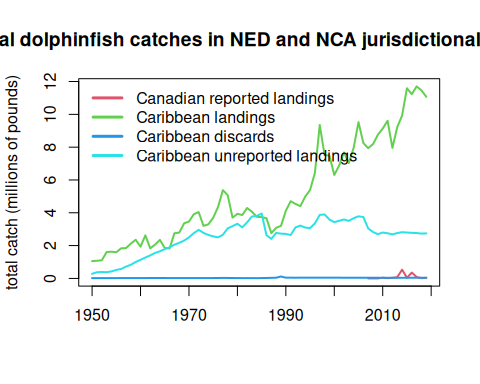 al dolphinfish catches in NED and NCA jurisdictional
total catch (millions of pounds)
12
10
8
6
4
2
0
Canadian reported landings
Caribbean landings
Caribbean discards
Caribbean unreported landings
1950 1970 1990 2010